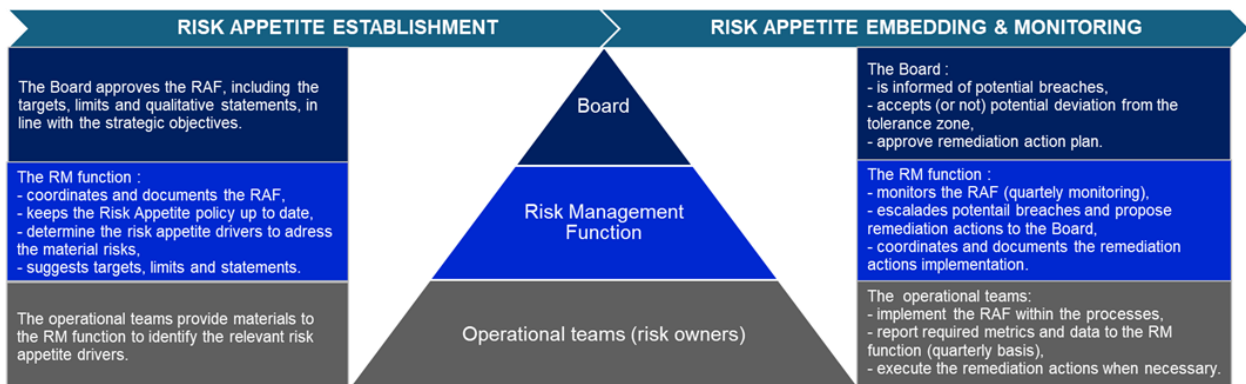 RISK APPETITE ESTABLISHMENT
RISK APPETITE EMBEDDING & MONITORING
The Board approves the RAF, including the
targets, limits and qualitative statements, in
line with the strategic objectives.
Board
The Board :
- is informed of potential breaches,
- accepts (or not) potential deviation from the
tolerance zone,
- approve remediation action plan.
The RM function :
- coordinates and documents the RAF,
- keeps the Risk Appetite policy up to date,
- determine the risk appetite drivers to adress
the material risks,
- suggests targets, limits and statements.
Risk Management
Function
The RM function :
- monitors the RAF (quartely monitoring),
- escalades potentail breaches and propose
remediation actions to the Board,
- coordinates and documents the remediation
actions implementation.
The operational teams provide materials to
the RM function to identify the relevant risk
appetite drivers.
Operational teams (risk owners)
The operational teams:
- implement the RAF within the processes,
- report required metrics and data to the RM
function (quarterly basis),
- execute the remediation actions when necessary.